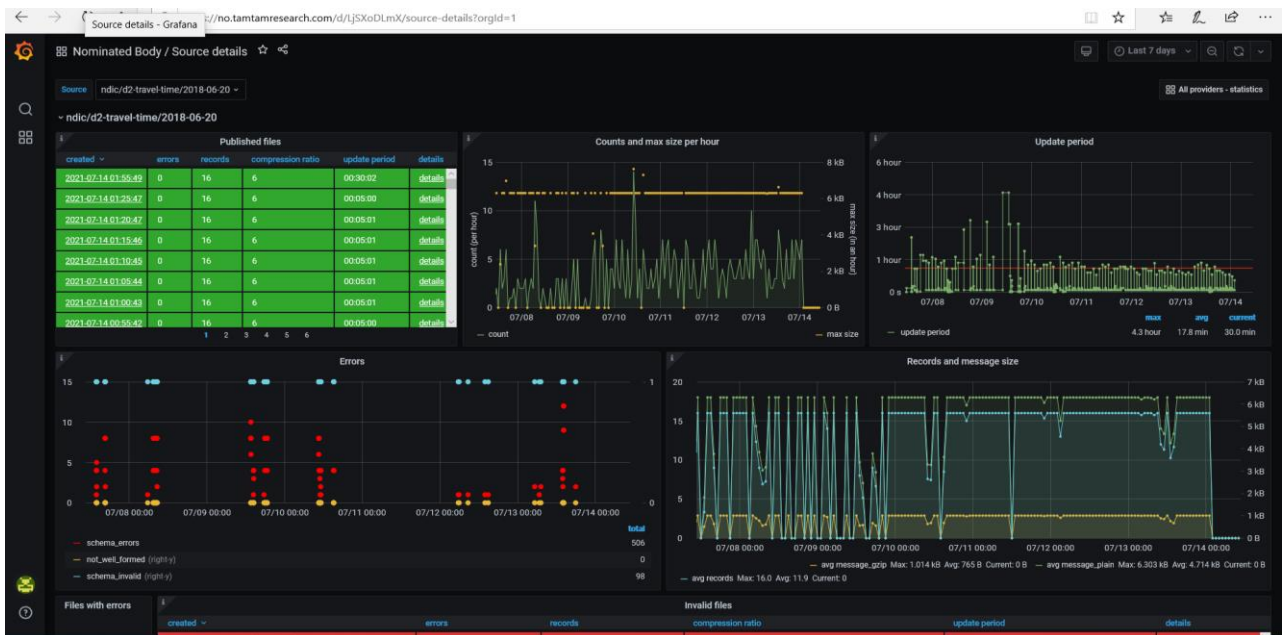 Source details - Grafana
://no.tamtamresearch.com/d/LjSXoDLmX/source-details?orgId=1
Nominated Body / Source details
Last 7 days
Source ndic/d2-travel-time/2018-06-20
All providers - statistics
ndic/d2-travel-time/2018-06-20
Published files
created errors records compression ratio update period details
2021-07-14 01:55:49 0 16 6 00:30:02 details
2021-07-14 01:25:47 0 16 6 00:05:00 details
2021-07-14 01:20:47 0 16 6 00:05:01 details
2021-07-14 01:15:46 0 16 6 00:05:01 details
2021-07-14 01:10:45 0 16 6 00:05:01 details
2021-07-14 01:05:44 0 16 6 00:05:01 details
2021-07-14 01:00:43 0 16 6 00:05:01 details
2021-07-14 00:55:42 0 16 6 00:05:00 details
1 2 3 4 5 6
Counts and max size per hour
15 8 kB
6 kB
10
4 kB
5
2 kB
0 0 B
count (per hour)
max size (in an hour)
07/08 07/09 07/10 07/11 07/12 07/13 07/14
count max size
Update period
6 hour
4 hour
3 hour
1 hour
0 s
07/08 07/09 07/10 07/11 07/12 07/13 07/14
max avg current
update period 4.3 hour 17.8 min 30.0 min
Errors
15 1
10
5
0 0
07/08 00:00 07/09 00:00 07/10 00:00 07/11 00:00 07/12 00:00 07/13 00:00 07/14 00:00
total
schema_errors 506
not_well_formed (right-y) 0
schema_invalid (right-y) 98
Records and message size
20 7 kB
6 kB
15 5 kB
4 kB
10
3 kB
5 2 kB
1 kB
0 0 B
07/08 00:00 07/09 00:00 07/10 00:00 07/11 00:00 07/12 00:00 07/13 00:00 07/14 00:00
avg message_gzip Max: 1.014 kB Avg: 765 B Current: 0 B avg message_plain Max: 6.303 kB Avg: 4.714 kB Current: 0 B
avg records Max: 16.0 Avg: 11.9 Current: 0
Files with errors
Invalid files
created errors records compression ratio update period details